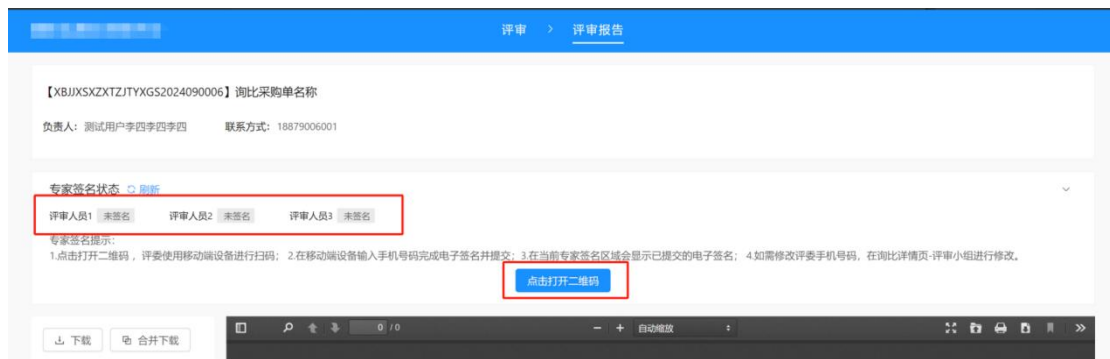 评审 > 评审报告
【XBJJXSXZXTZJTYXGS2024090006】询比采购单名称
负责人：测试用户李四李四李四 联系方式：18879006001
专家签名状态 刷新
评审人员1 未签名 评审人员2 未签名 评审人员3 未签名
专家签名提示：
1.点击打开二维码，评委使用移动端设备进行扫码；2.在移动端设备输入手机号码完成电子签名并提交；3.在当前专家签名区域会显示已提交的电子签名；4.如需修改评委手机号码，在询比详情页-评审小组进行修改。
点击打开二维码
下载 合并下载 0 / 0 自动缩放